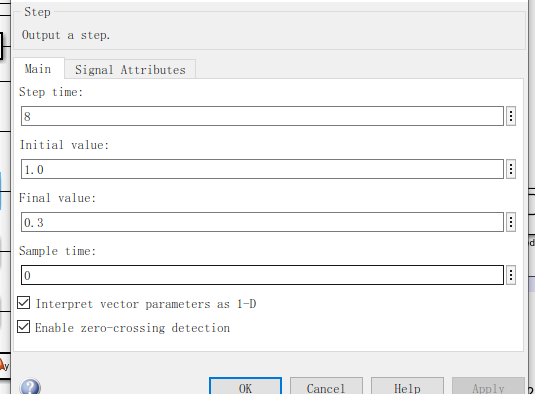 Step
Output a step.
Main
Signal Attributes
Step time:
8
Initial value:
1.0
Final value:
0.3
Sample time:
0
Interpret vector parameters as 1-D
Enable zero-crossing detection
OK
Cancel
Help
Apply